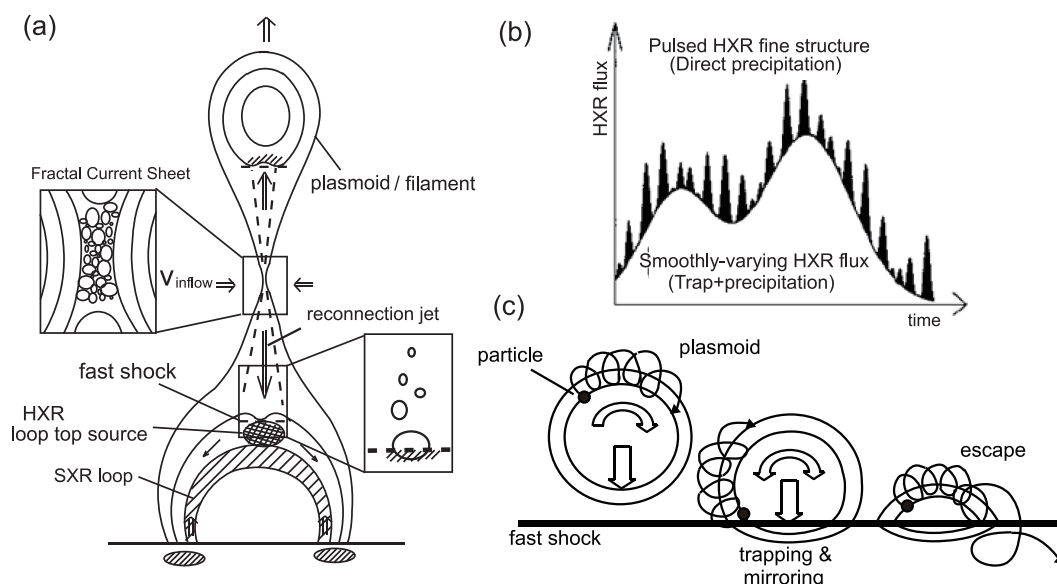 (a)
Fractal Current Sheet
plasmoid / filament
Vinflow
reconnection jet
fast shock
HXR
loop top source
SXR loop
(b)
HXR flux
Pulsed HXR fine structure
(Direct precipitation)
Smoothly-varying HXR flux
(Trap+precipitation)
time
(c)
particle
plasmoid
escape
fast shock
trapping &
mirroring